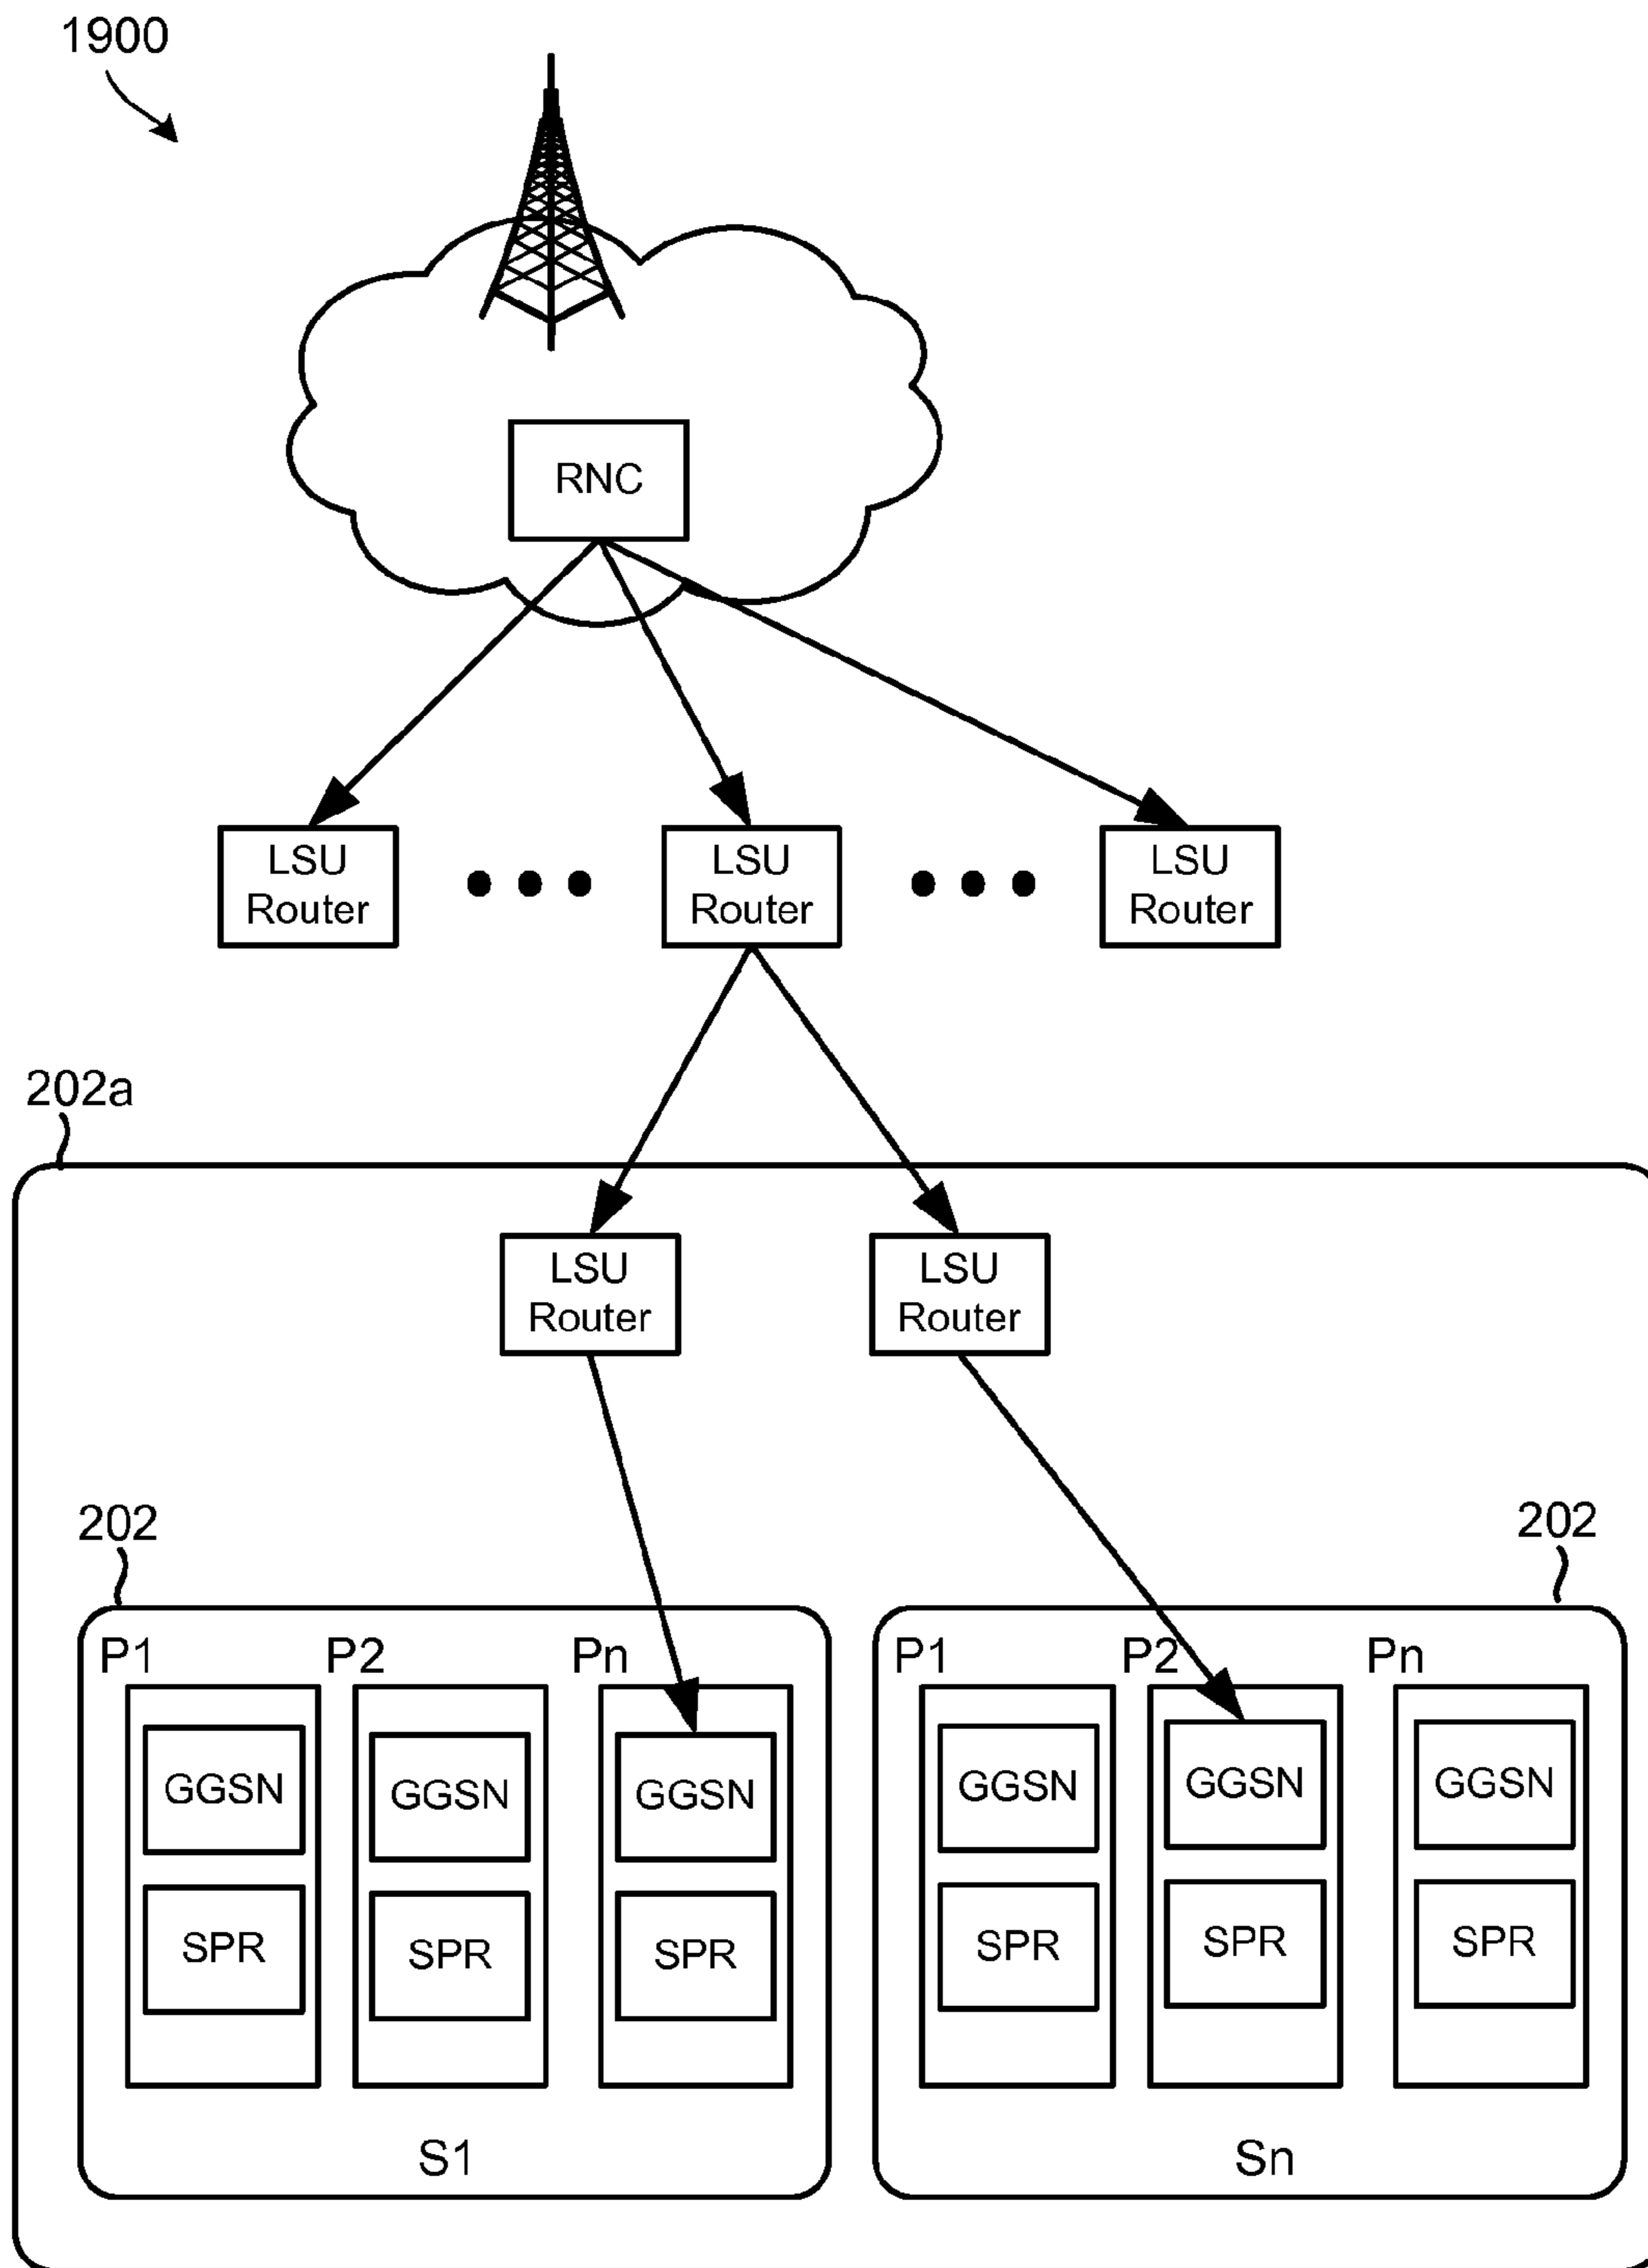 1900
RNC
LSU
Router
LSU
Router
LSU
Router
202a
LSU
Router
LSU
Router
202
202
P1
P2
Pn
P1
P2
Pn
GGSN
GGSN
GGSN
GGSN
GGSN
GGSN
SPR
SPR
SPR
SPR
SPR
SPR
S1
Sn